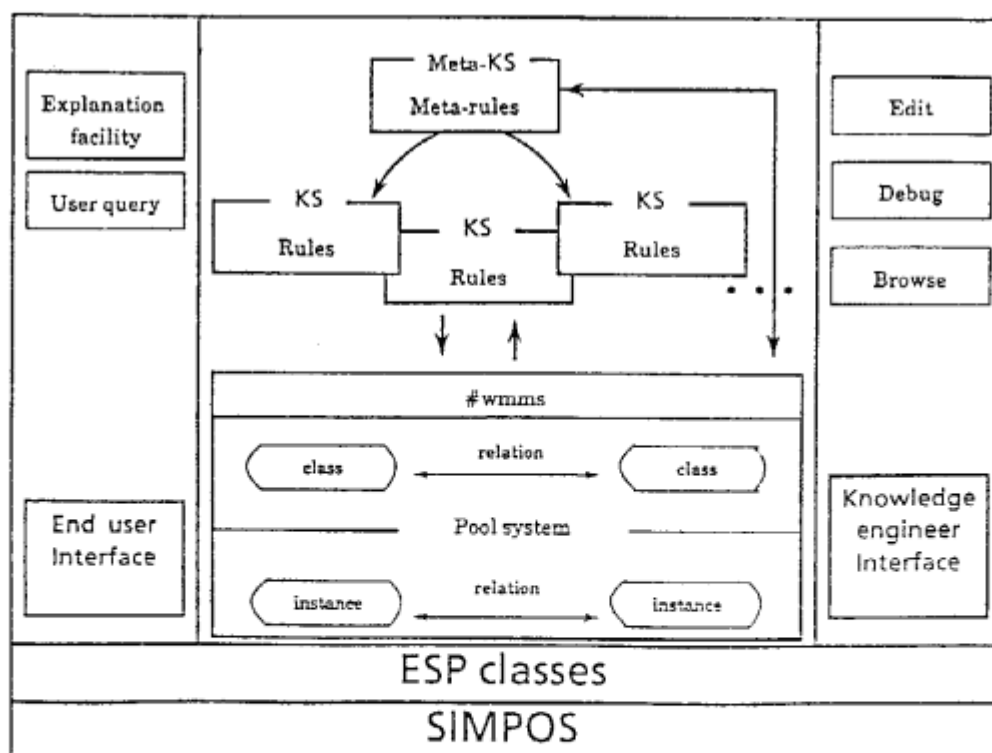 Explanation
facility
User query
End user
Interface
Meta-KS
Meta-rules
KS
Rules
KS
Rules
KS
Rules
. . .
#wmms
class
relation
class
Pool system
instance
relation
instance
Edit
Debug
Browse
Knowledge
engineer
Interface
ESP classes
SIMPOS